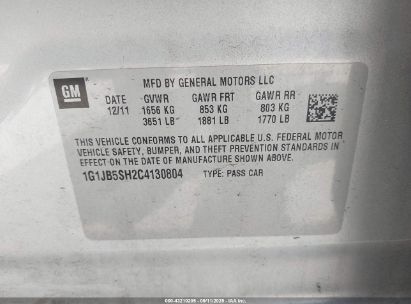 GM
MFD BY GENERAL MOTORS LLC
DATE GVWR GAWR FRT GAWR RR
12/11 1656 KG 853 KG 803 KG
3651 LB 1881 LB 1770 LB
THIS VEHICLE CONFORMS TO ALL APPLICABLE U.S. FEDERAL MOTOR
VEHICLE SAFETY, BUMPER, AND THEFT PREVENTION STANDARDS
IN EFFECT ON THE DATE OF MANUFACTURE SHOWN ABOVE.
1G1JB5SH2C4130804 TYPE: PASS CAR